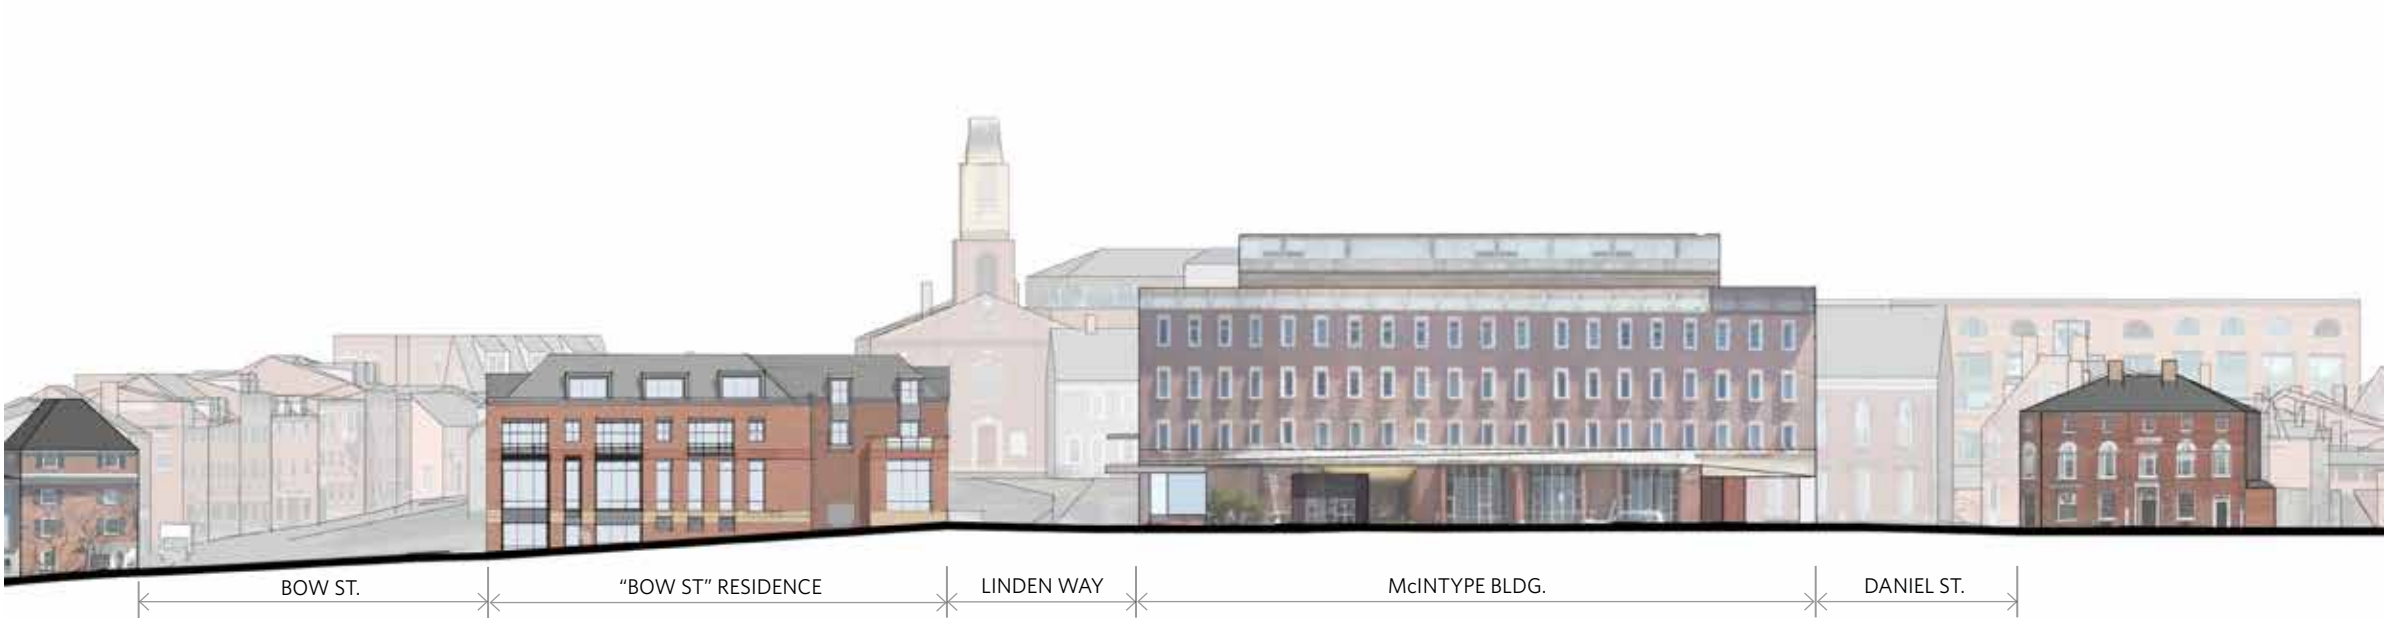 BOW ST.
“BOW ST” RESIDENCE
LINDEN WAY
McINTYPE BLDG.
DANIEL ST.